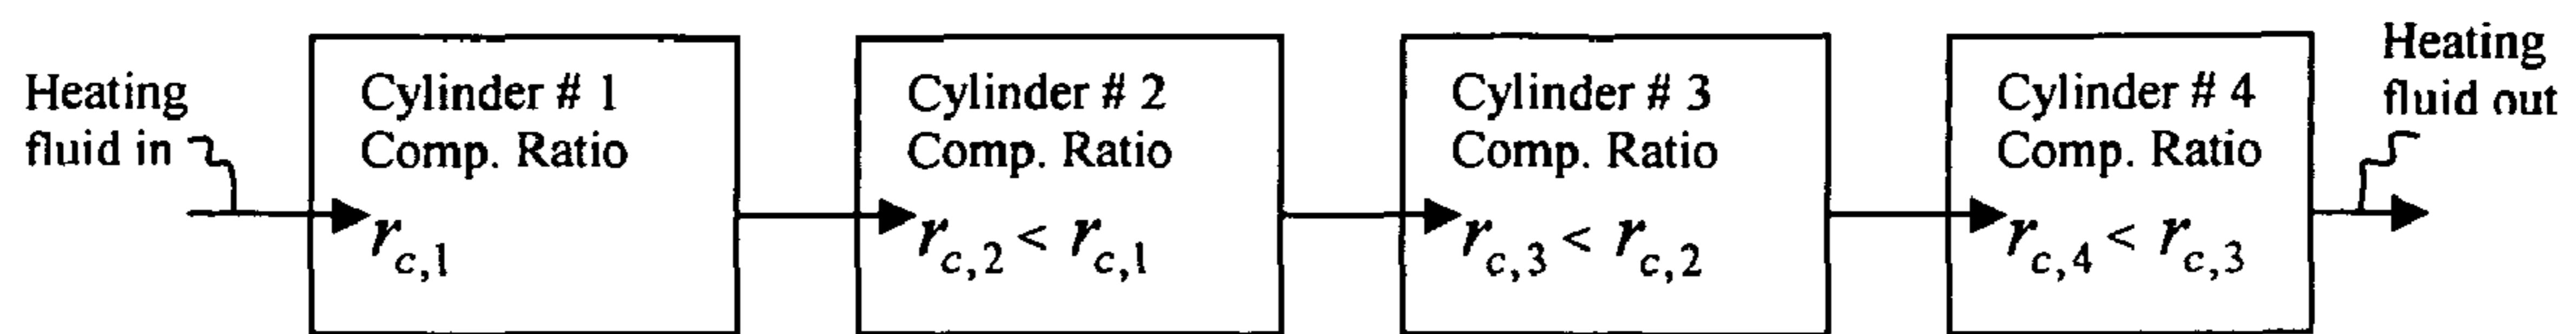 Heating
fluid in
Cylinder # 1
Comp. Ratio
r_{c,1}
Cylinder # 2
Comp. Ratio
r_{c,2} < r_{c,1}
Cylinder # 3
Comp. Ratio
r_{c,3} < r_{c,2}
Cylinder # 4
Comp. Ratio
r_{c,4} < r_{c,3}
Heating
fluid out